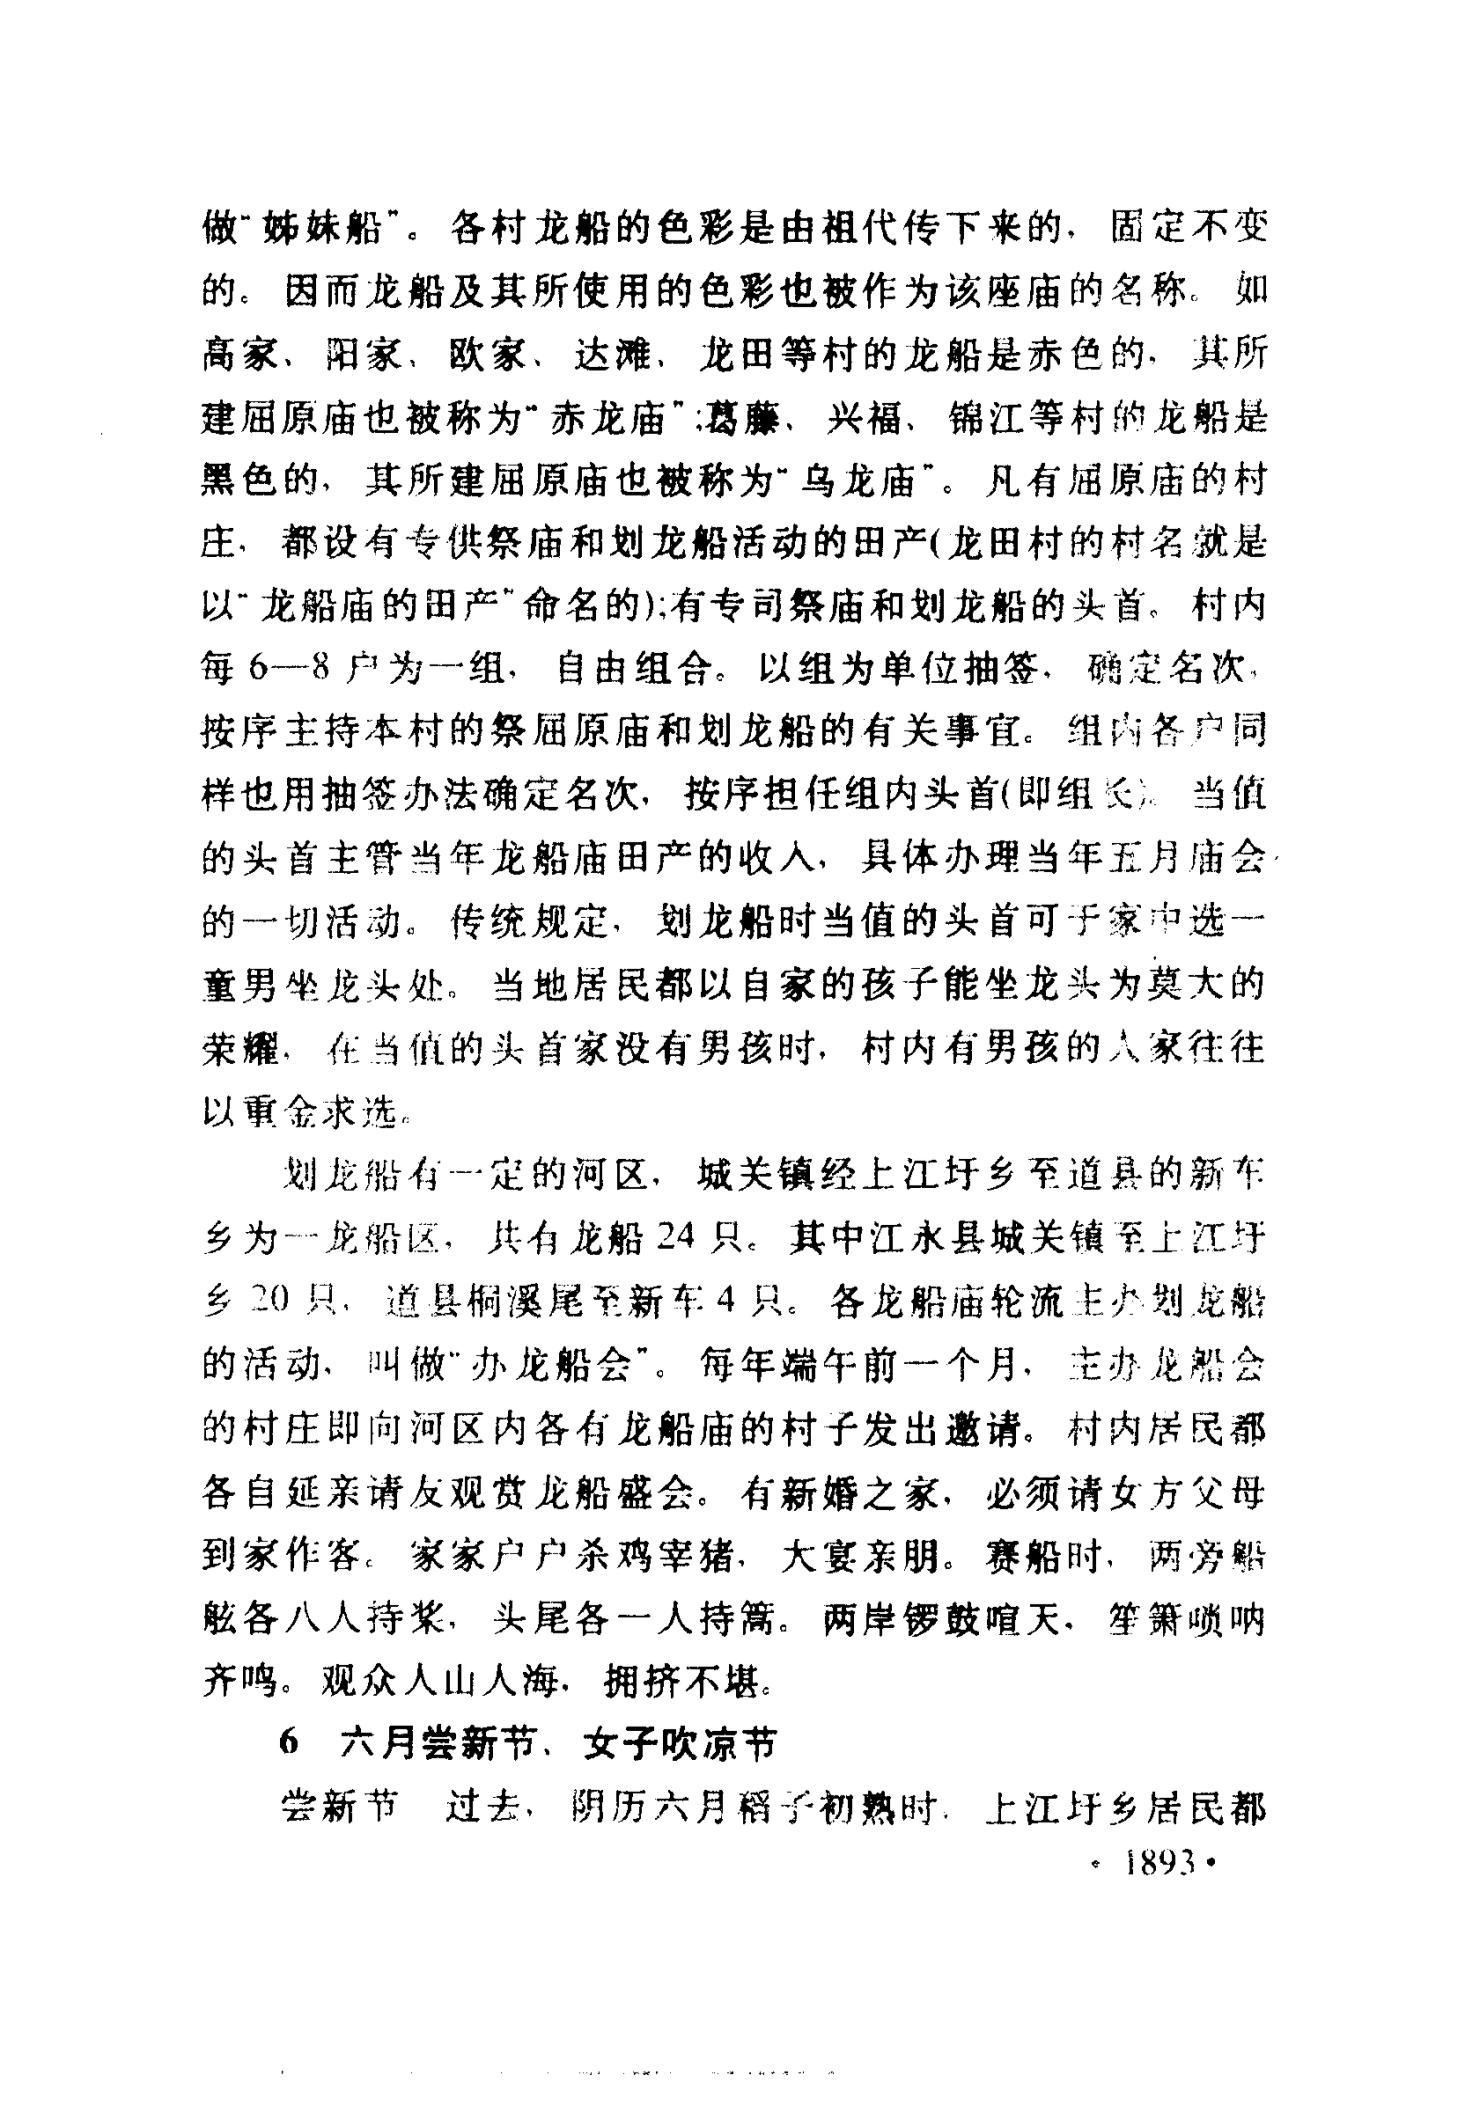 做“姊妹船”。各村龙船的色彩是由祖代传下来的，固定不变
的。因而龙船及其所使用的色彩也被作为该座庙的名称。如
高家、阳家、欧家、达滩、龙田等村的龙船是赤色的，其所
建屈原庙也被称为“赤龙庙”；葛藤、兴福、锦江等村的龙船是
黑色的，其所建屈原庙也被称为“乌龙庙”。凡有屈原庙的村
庄，都设有专供祭庙和划龙船活动的田产(龙田村的村名就是
以“龙船庙的田产”命名的)；有专司祭庙和划龙船的头首。村内
每 6—8 户为一组，自由组合。以组为单位抽签，确定名次，
按序主持本村的祭屈原庙和划龙船的有关事宜。组内各户同
样也用抽签办法确定名次，按序担任组内头首(即组长)。当值
的头首主管当年龙船庙田产的收入，具体办理当年五月庙会
的一切活动。传统规定，划龙船时当值的头首可于家中选一
童男坐龙头处。当地居民都以自家的孩子能坐龙头为莫大的
荣耀，在当值的头首家没有男孩时，村内有男孩的人家往往
以重金求选。
划龙船有一定的河区，城关镇经上江圩乡至道县的新车
乡为一龙船区，共有龙船 24 只。其中江永县城关镇至上江圩
乡 20 只，道县桐溪尾至新车 4 只。各龙船庙轮流主办划龙船
的活动，叫做“办龙船会”。每年端午前一个月，主办龙船会
的村庄即向河区内各有龙船庙的村子发出邀请。村内居民都
各自延亲请友观赏龙船盛会。有新婚之家，必须请女方父母
到家作客。家家户户杀鸡宰猪，大宴亲朋。赛船时，两旁船
舷各八人持桨，头尾各一人持篙。两岸锣鼓喧天，笙箫唢呐
齐鸣。观众人山人海，拥挤不堪。
6 六月尝新节、女子吹凉节
尝新节 过去，阴历六月稻子初熟时，上江圩乡居民都
·1893·